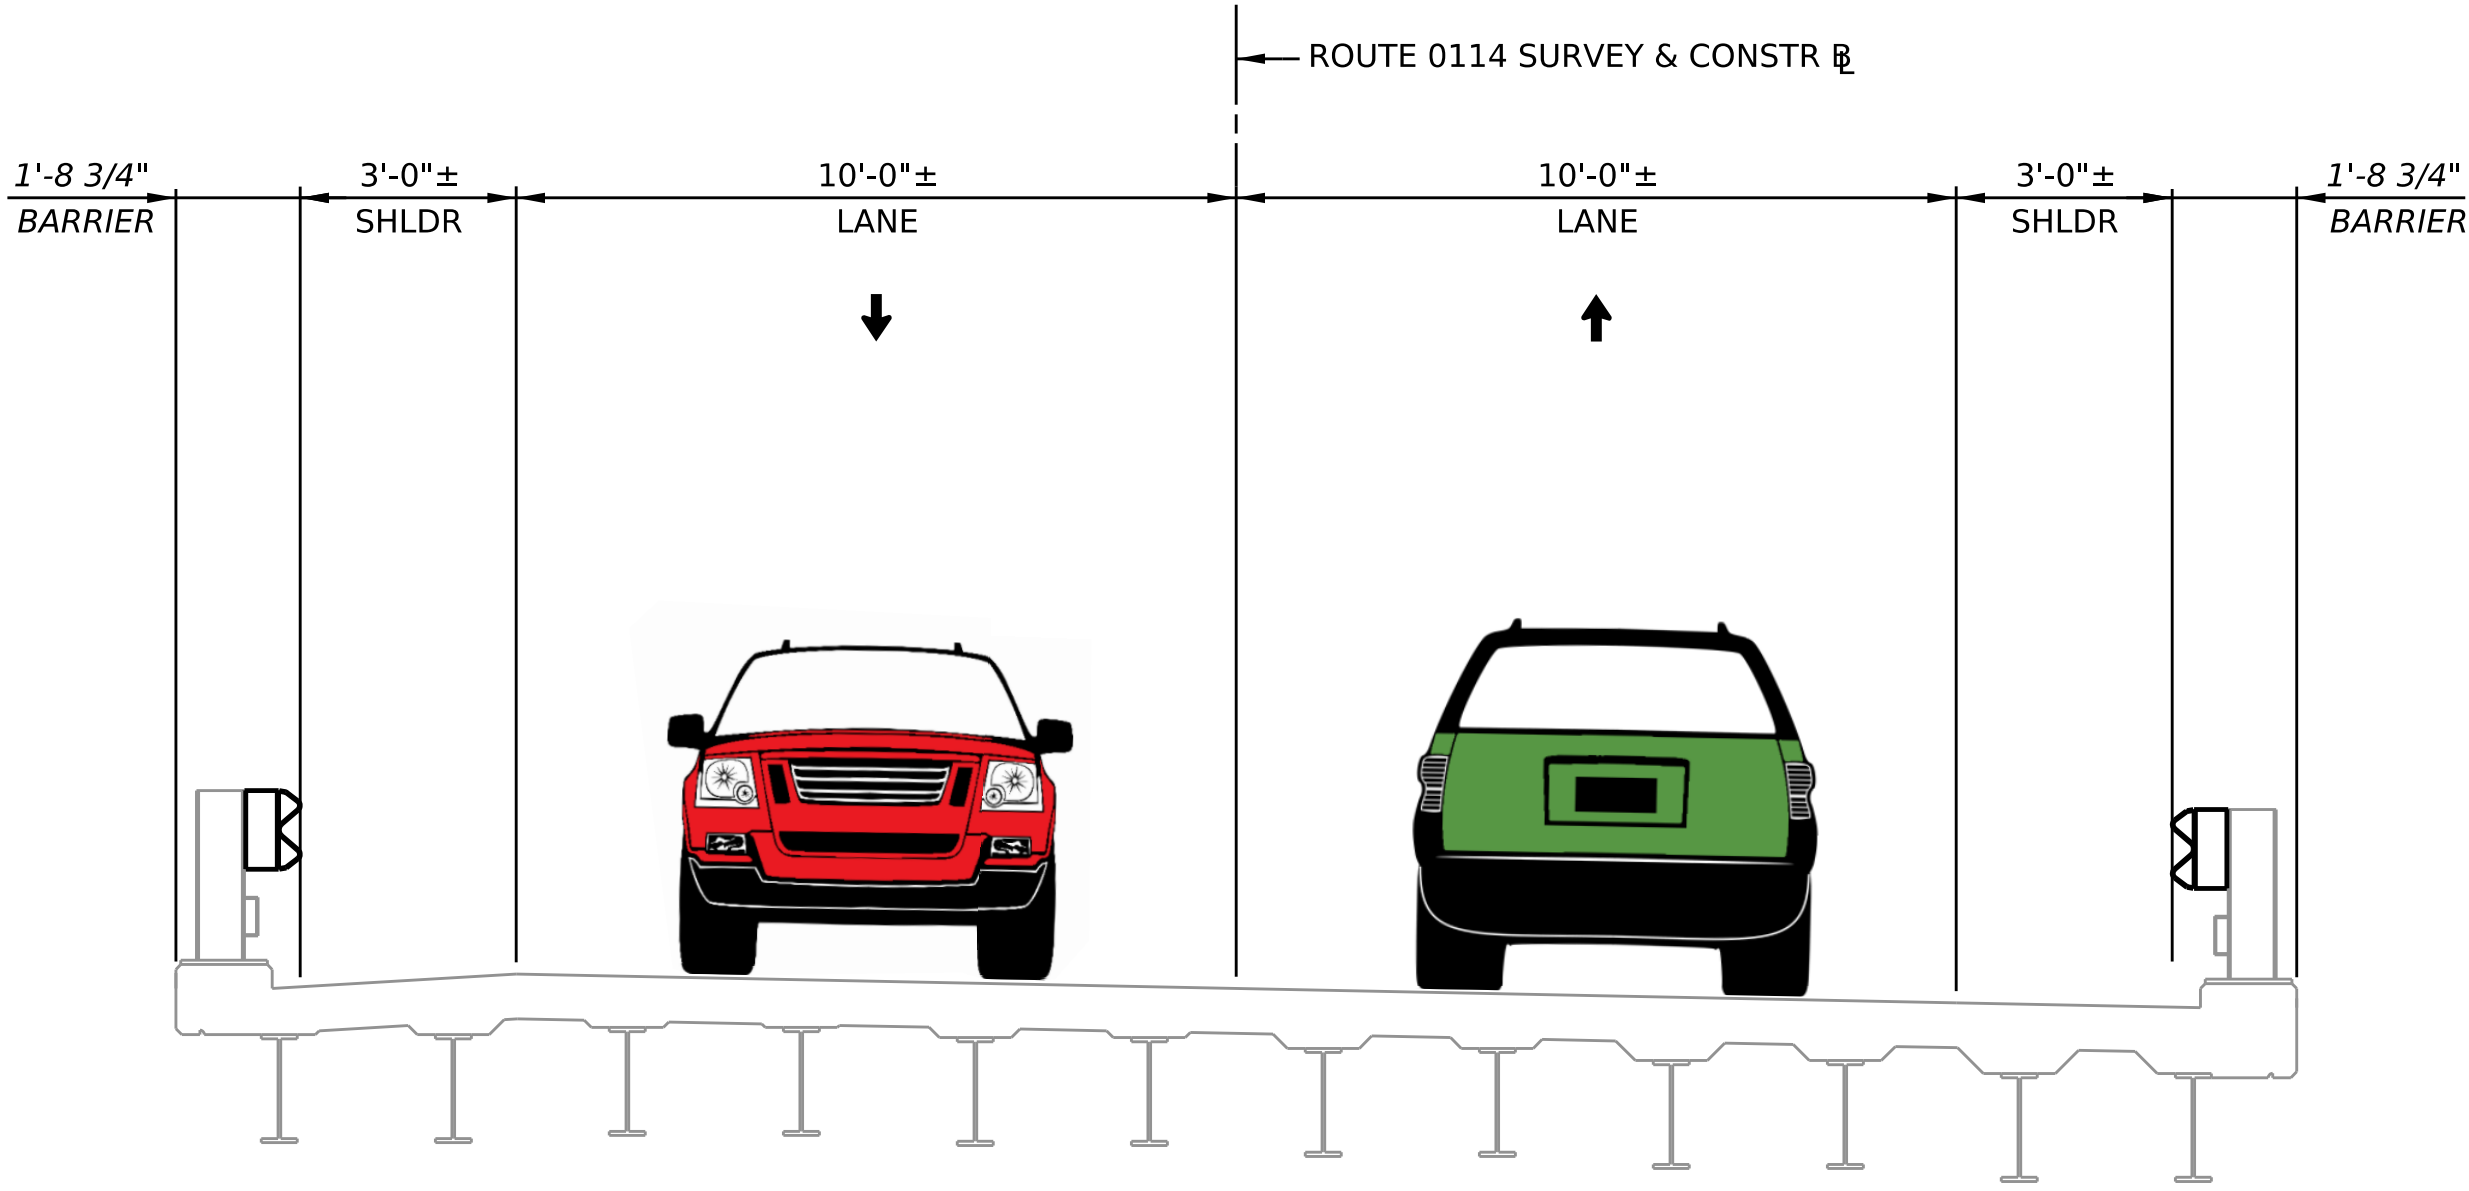 ROUTE 0114 SURVEY & CONSTR BL
1'-8 3/4" 3'-0"± 10'-0"± 10'-0"± 3'-0"± 1'-8 3/4"
BARRIER SHLDR LANE LANE SHLDR BARRIER